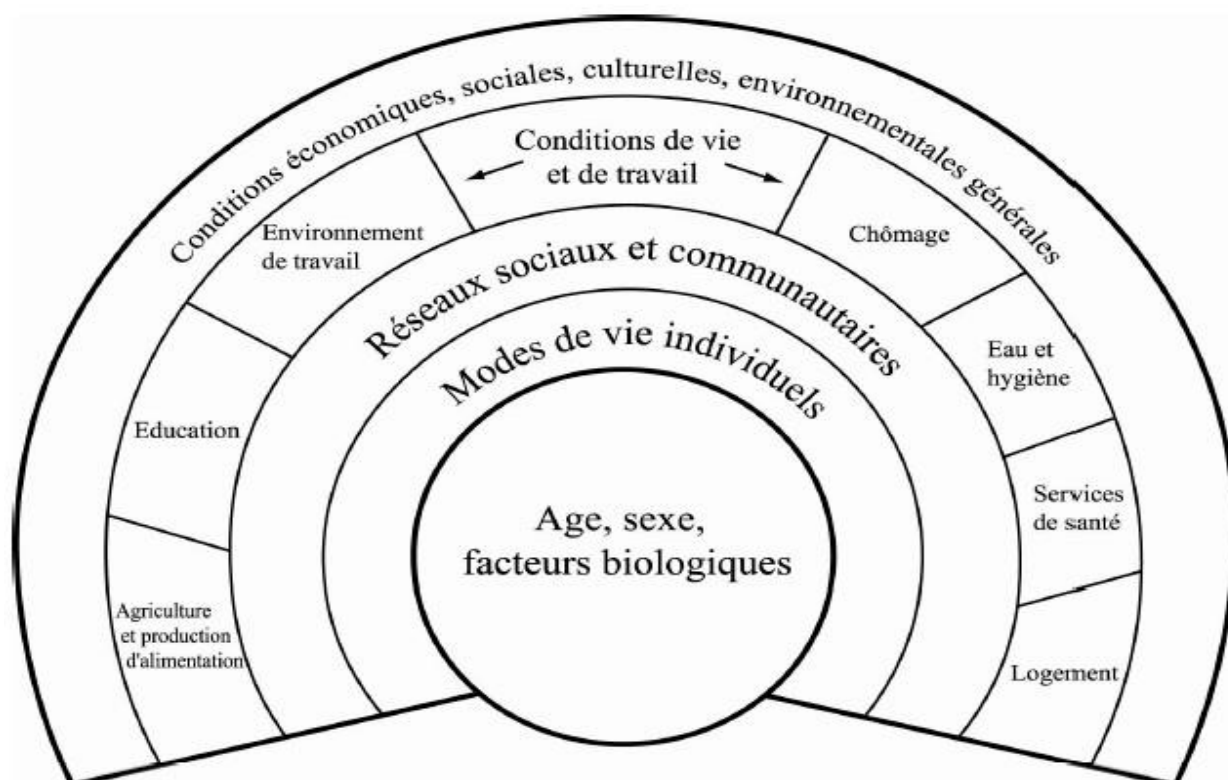 Conditions économiques, sociales, culturelles, environnementales générales
Conditions de vie
et de travail
Environnement
de travail
Chômage
Réseaux sociaux et communautaires
Eau et
hygiène
Modes de vie individuels
Education
Services
de santé
Age, sexe,
facteurs biologiques
Agriculture
et production
d'alimentation
Logement